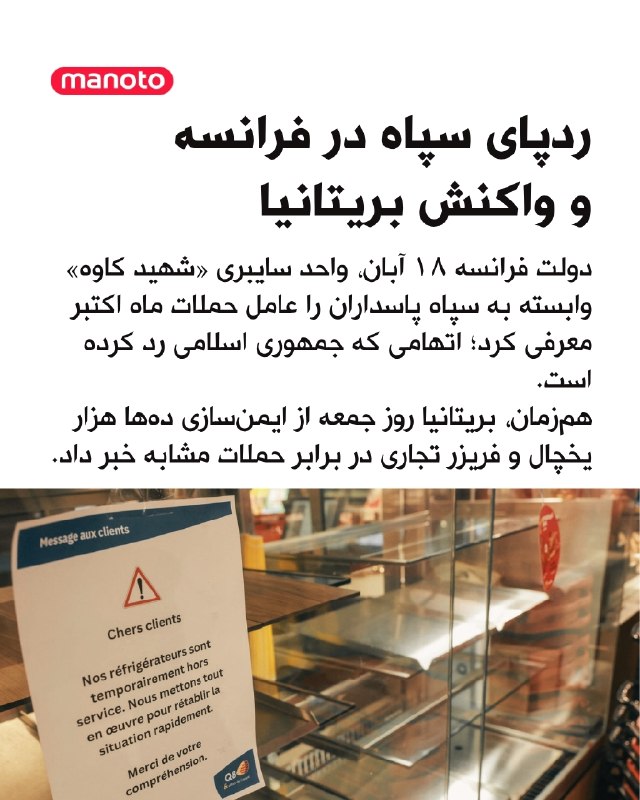 manoto
ردپای سپاه در فرانسه
و واکنش بریتانیا
دولت فرانسه ۱۸ آبان، واحد سایبری «شهید کاوه»
وابسته به سپاه پاسداران را عامل حملات ماه اکتبر
معرفی کرد؛ اتهامی که جمهوری اسلامی رد کرده
است.
هم‌زمان، بریتانیا روز جمعه از ایمن‌سازی ده‌ها هزار
یخچال و فریزر تجاری در برابر حملات مشابه خبر داد.
Message aux clients
Chers clients
Nos réfrigérateurs sont
temporairement hors
service. Nous mettons tout
en œuvre pour rétablir la
situation rapidement.
Merci de votre
compréhension.